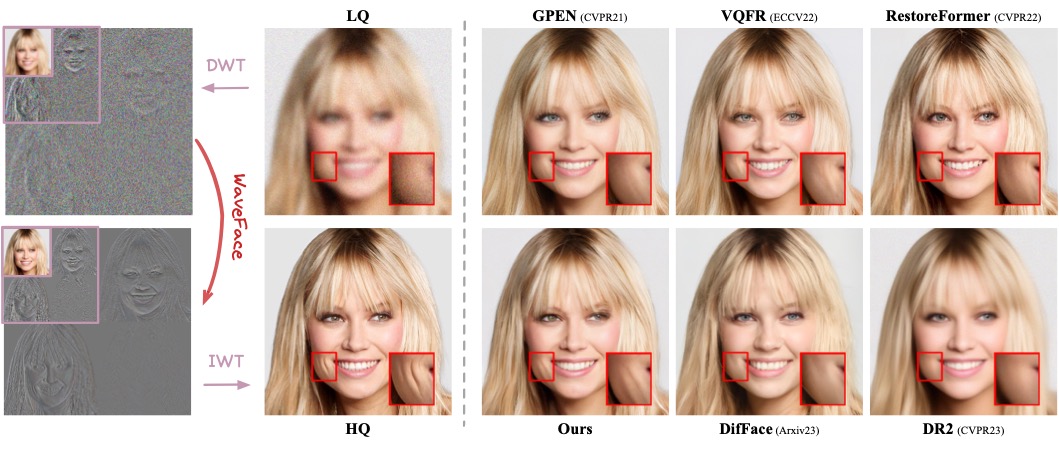 LQ
GPEN (CVPR21)
VQFR (ECCV22)
RestoreFormer (CVPR22)
DWT
WaveFace
IWT
HQ
Ours
DifFace (Arxiv23)
DR2 (CVPR23)